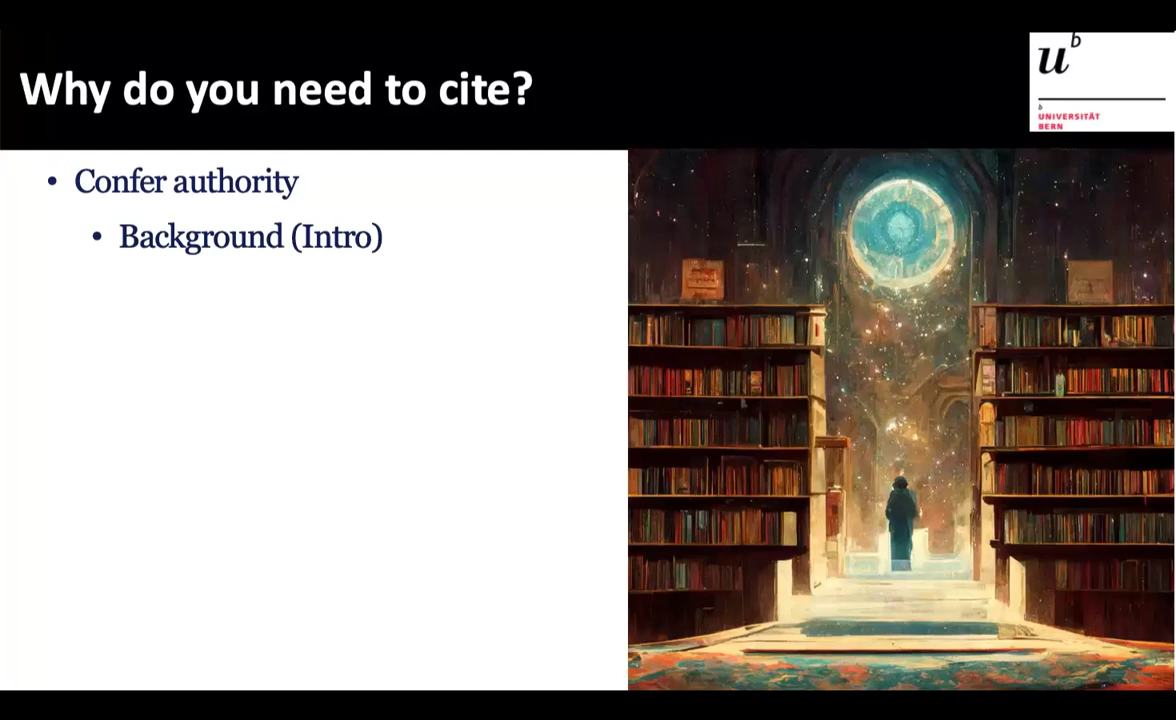 Why do you need to cite?
u
b
b
UNIVERSITÄT
BERN
• Confer authority
• Background (Intro)